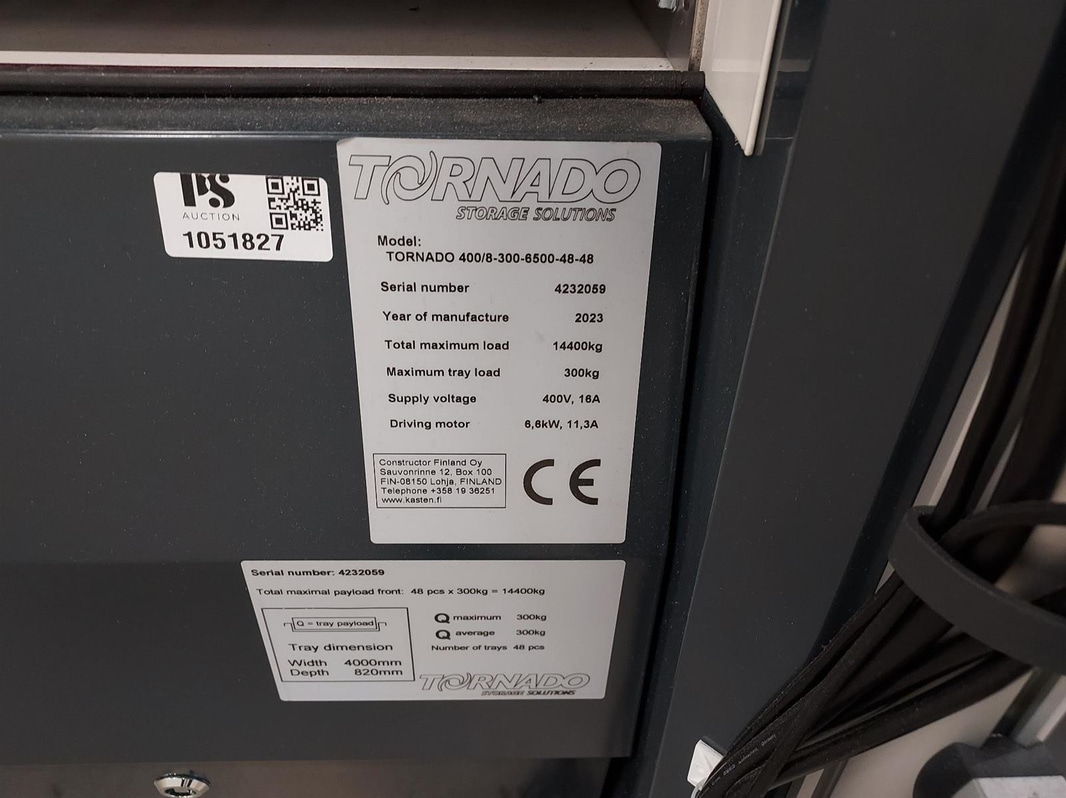 PS
AUCTION
1051827
TORNADO
STORAGE SOLUTIONS
Model:
TORNADO 400/8-300-6500-48-48
Serial number 4232059
Year of manufacture 2023
Total maximum load 14400kg
Maximum tray load 300kg
Supply voltage 400V, 16A
Driving motor 6,6kW, 11,3A
Constructor Finland Oy
Sauvonrinne 12, Box 100
FIN-08150 Lohja, FINLAND
Telephone +358 19 36251
www.kasten.fi
CE
Serial number: 4232059
Total maximal payload front: 48 pcs x 300kg = 14400kg
Q = tray payload
Tray dimension
Width 4000mm
Depth 820mm
Q maximum 300kg
Q average 300kg
Number of trays 48 pcs
TORNADO
STORAGE SOLUTIONS